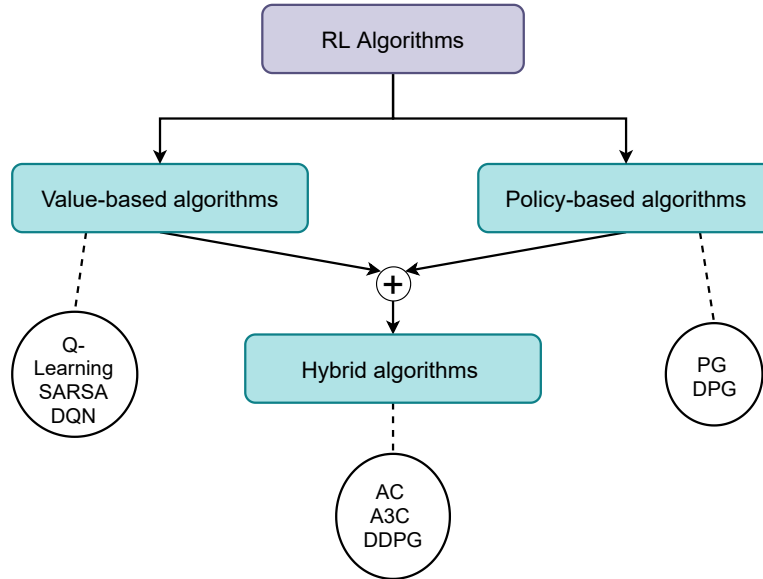 RL Algorithms
Value-based algorithms
Policy-based algorithms
+
Q-
Learning
SARSA
DQN
Hybrid algorithms
PG
DPG
AC
A3C
DDPG